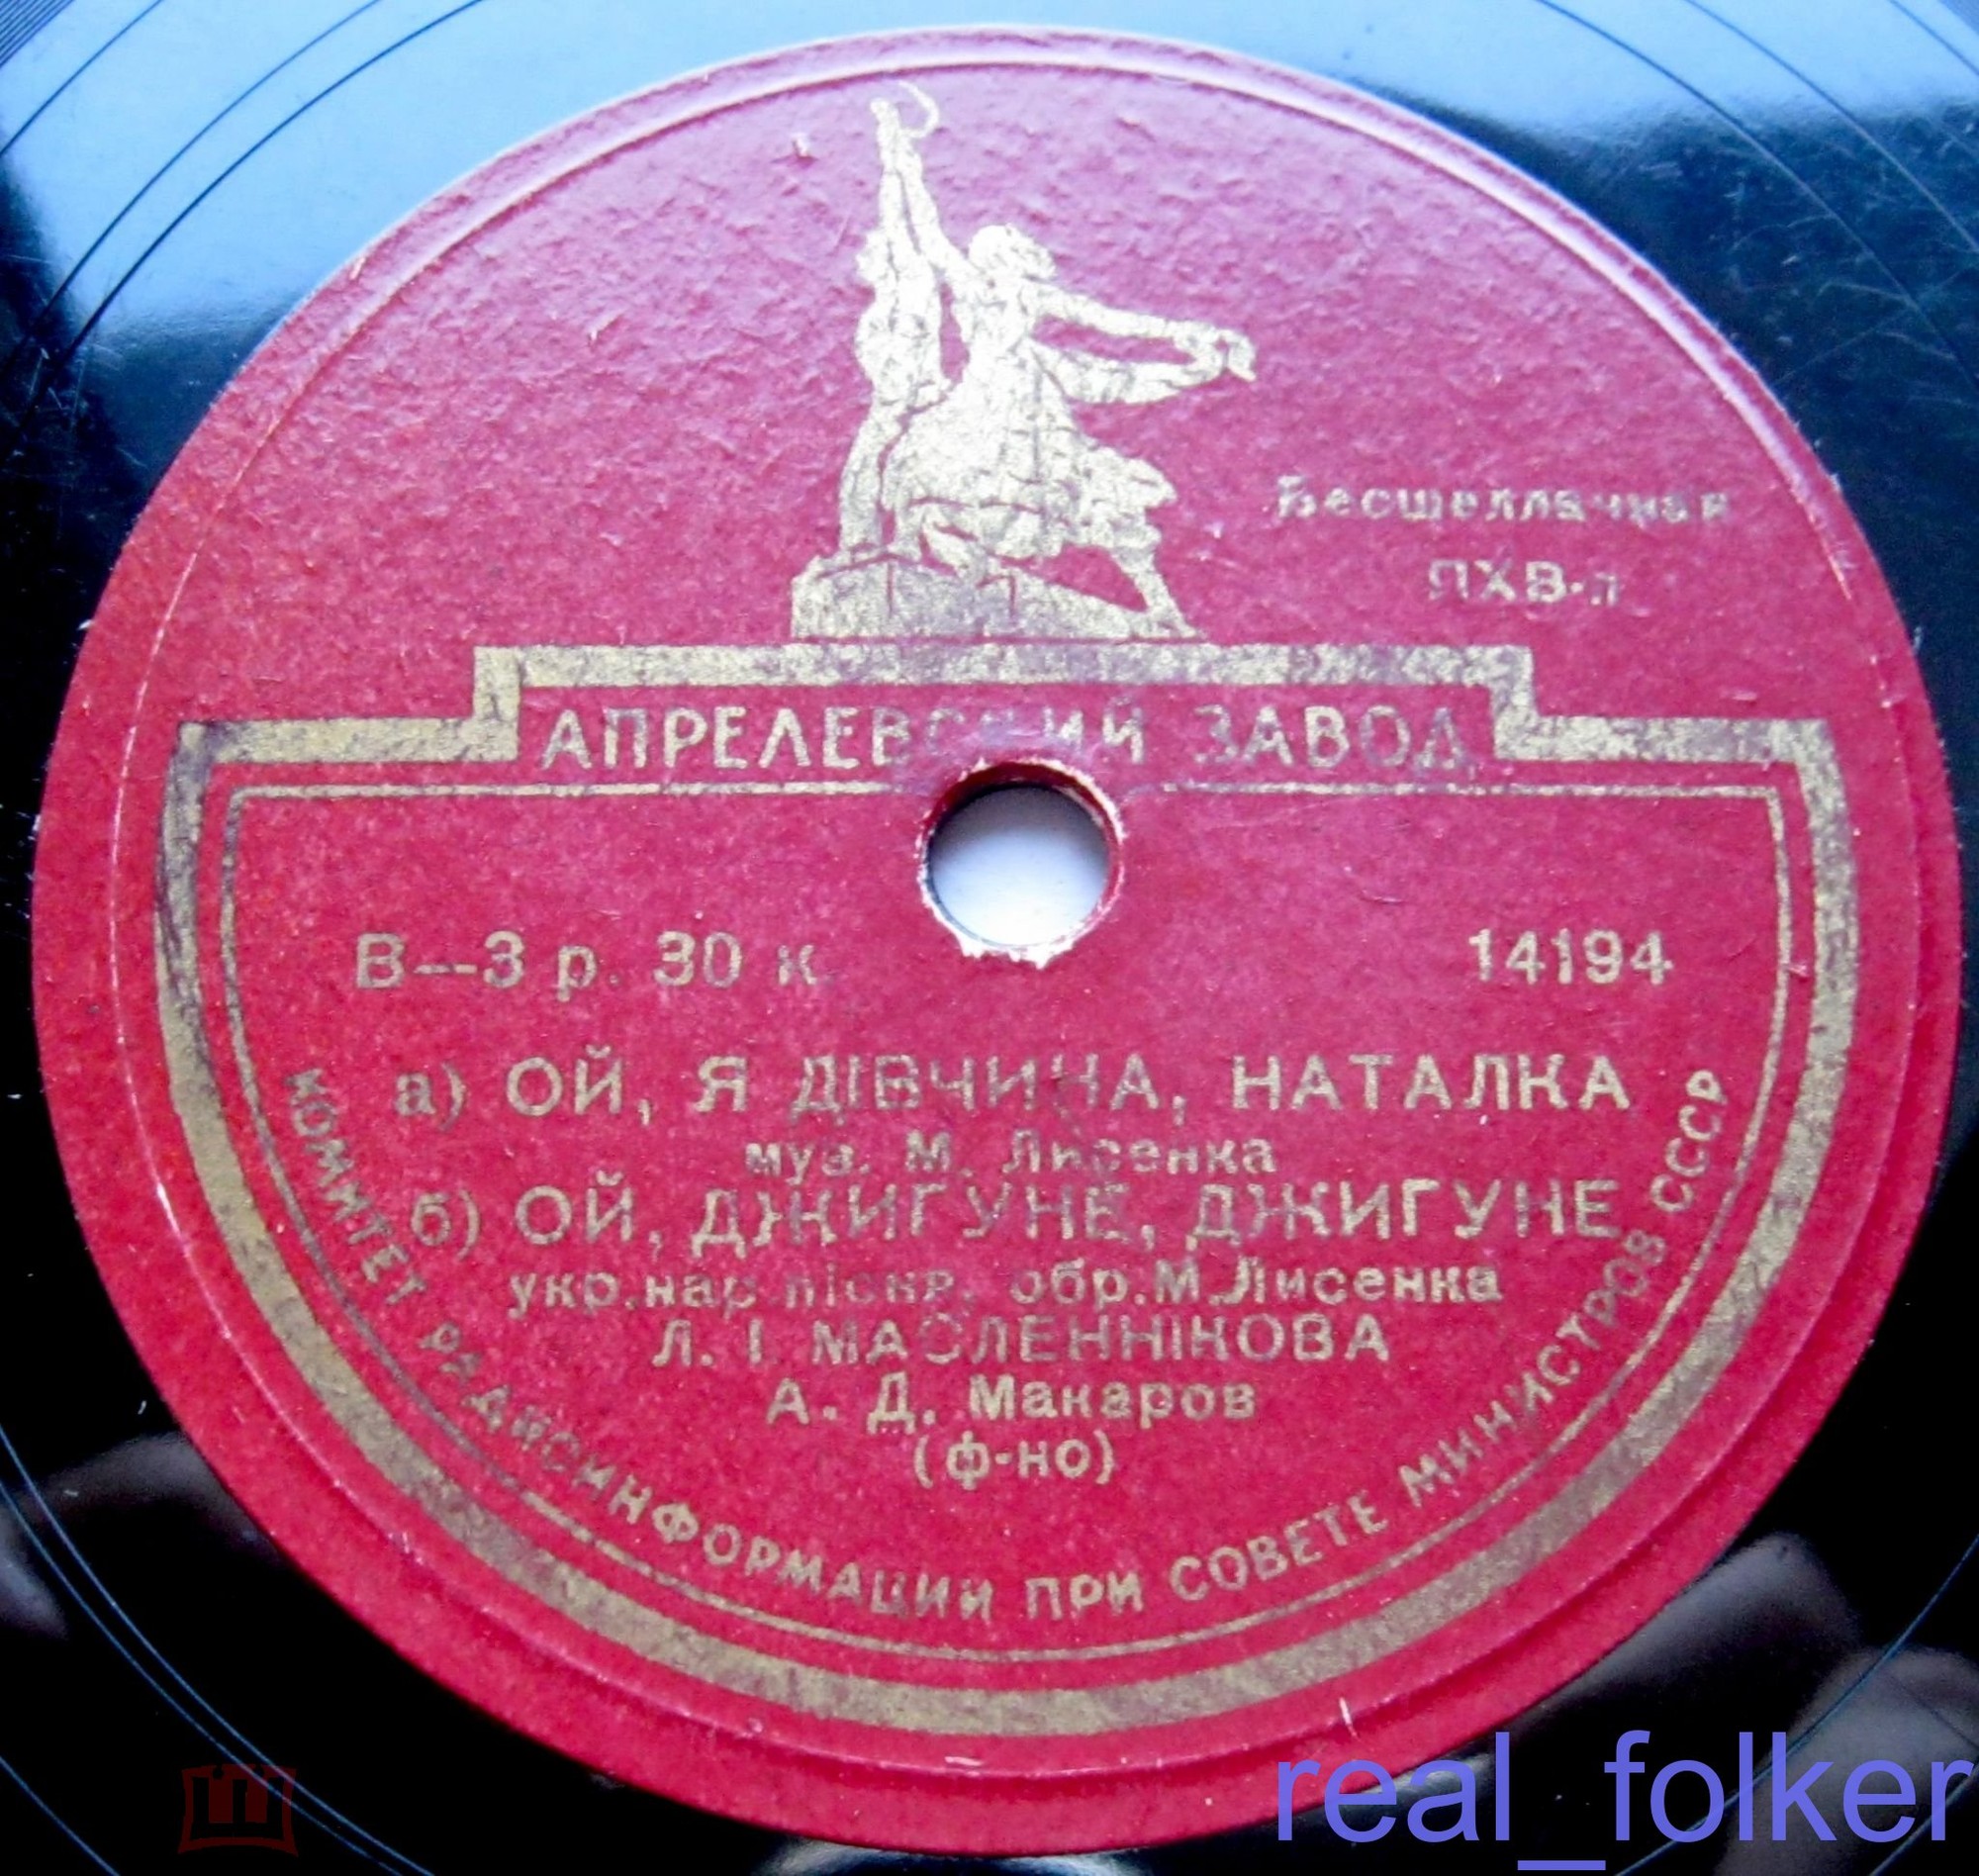 Бесшеллачная
ПХВ-л
АПРЕЛЕВСКИЙ ЗАВОД
В—3 р. 30 к.
14194
а) ОЙ, Я ДІВЧИНА, НАТАЛКА
муз. М. Лисенка
б) ОЙ, ДЖИГУНЕ, ДЖИГУНЕ
укр.нар.пісня, обр.М.Лисенка
Л. І. МАСЛЕННІКОВА
А. Д. Макаров
(ф-но)
КОМИТЕТ РАДИОИНФОРМАЦИИ ПРИ СОВЕТЕ МИНИСТРОВ СССР
real_folker